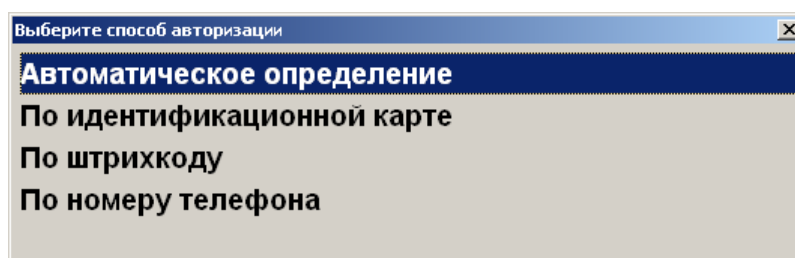 Выберите способ авторизации
Автоматическое определение
По идентификационной карте
По штрихкоду
По номеру телефона